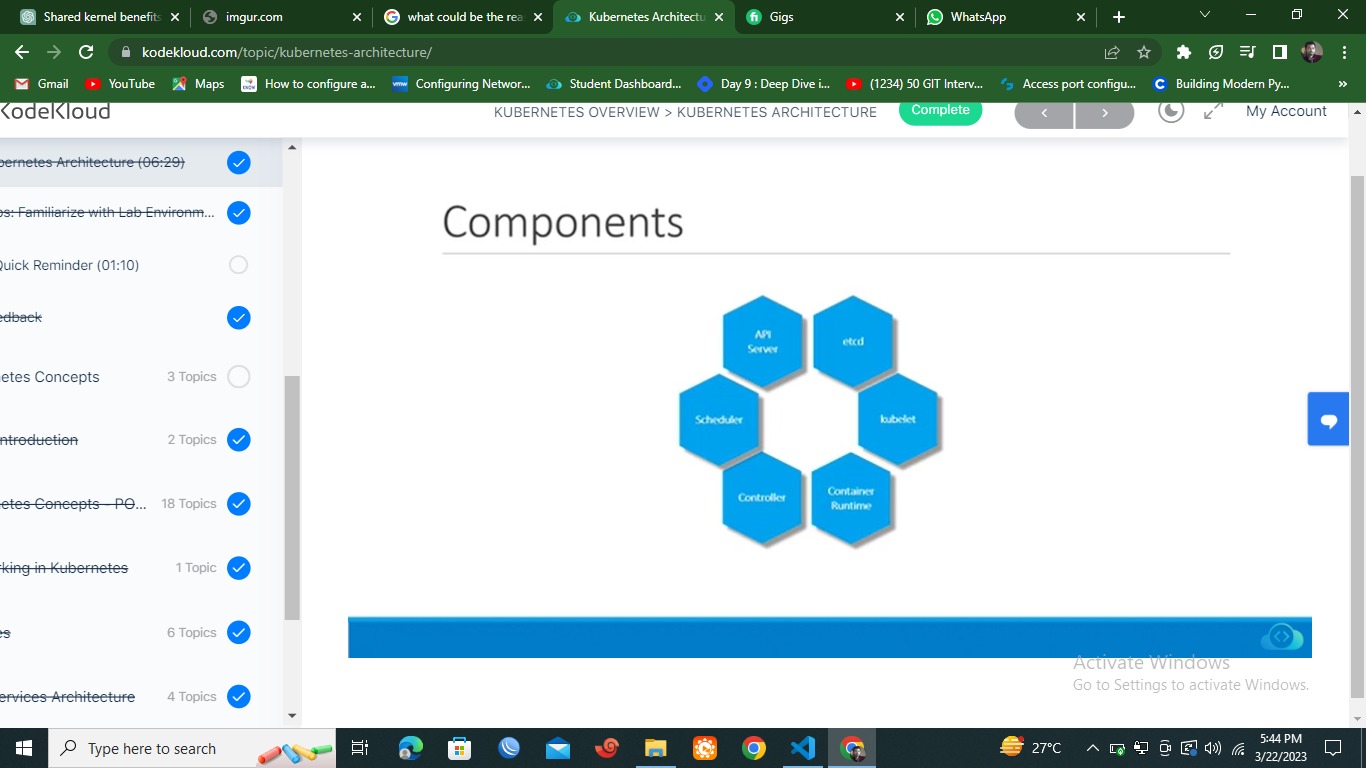 Shared kernel benefits
imgur.com
what could be the rea
Kubernetes Architectu
Gigs
WhatsApp
kodekloud.com/topic/kubernetes-architecture/
Gmail
YouTube
Maps
How to configure a...
Configuring Networ...
Student Dashboard...
Day 9 : Deep Dive i...
(1234) 50 GIT Interv...
Access port configu...
Building Modern Py...
KodeKloud
KUBERNETES OVERVIEW > KUBERNETES ARCHITECTURE
Complete
My Account
bernetes Architecture (06:29)
bs: Familiarize with Lab Environm...
Quick Reminder (01:10)
edback
netes Concepts 3 Topics
ntroduction 2 Topics
etes Concepts - PO... 18 Topics
rking in Kubernetes 1 Topic
es 6 Topics
ervices Architecture 4 Topics
Components
API
Server
etcd
Scheduler
kubelet
Controller
Container
Runtime
Activate Windows
Go to Settings to activate Windows.
Type here to search
27°C
5:44 PM
3/22/2023